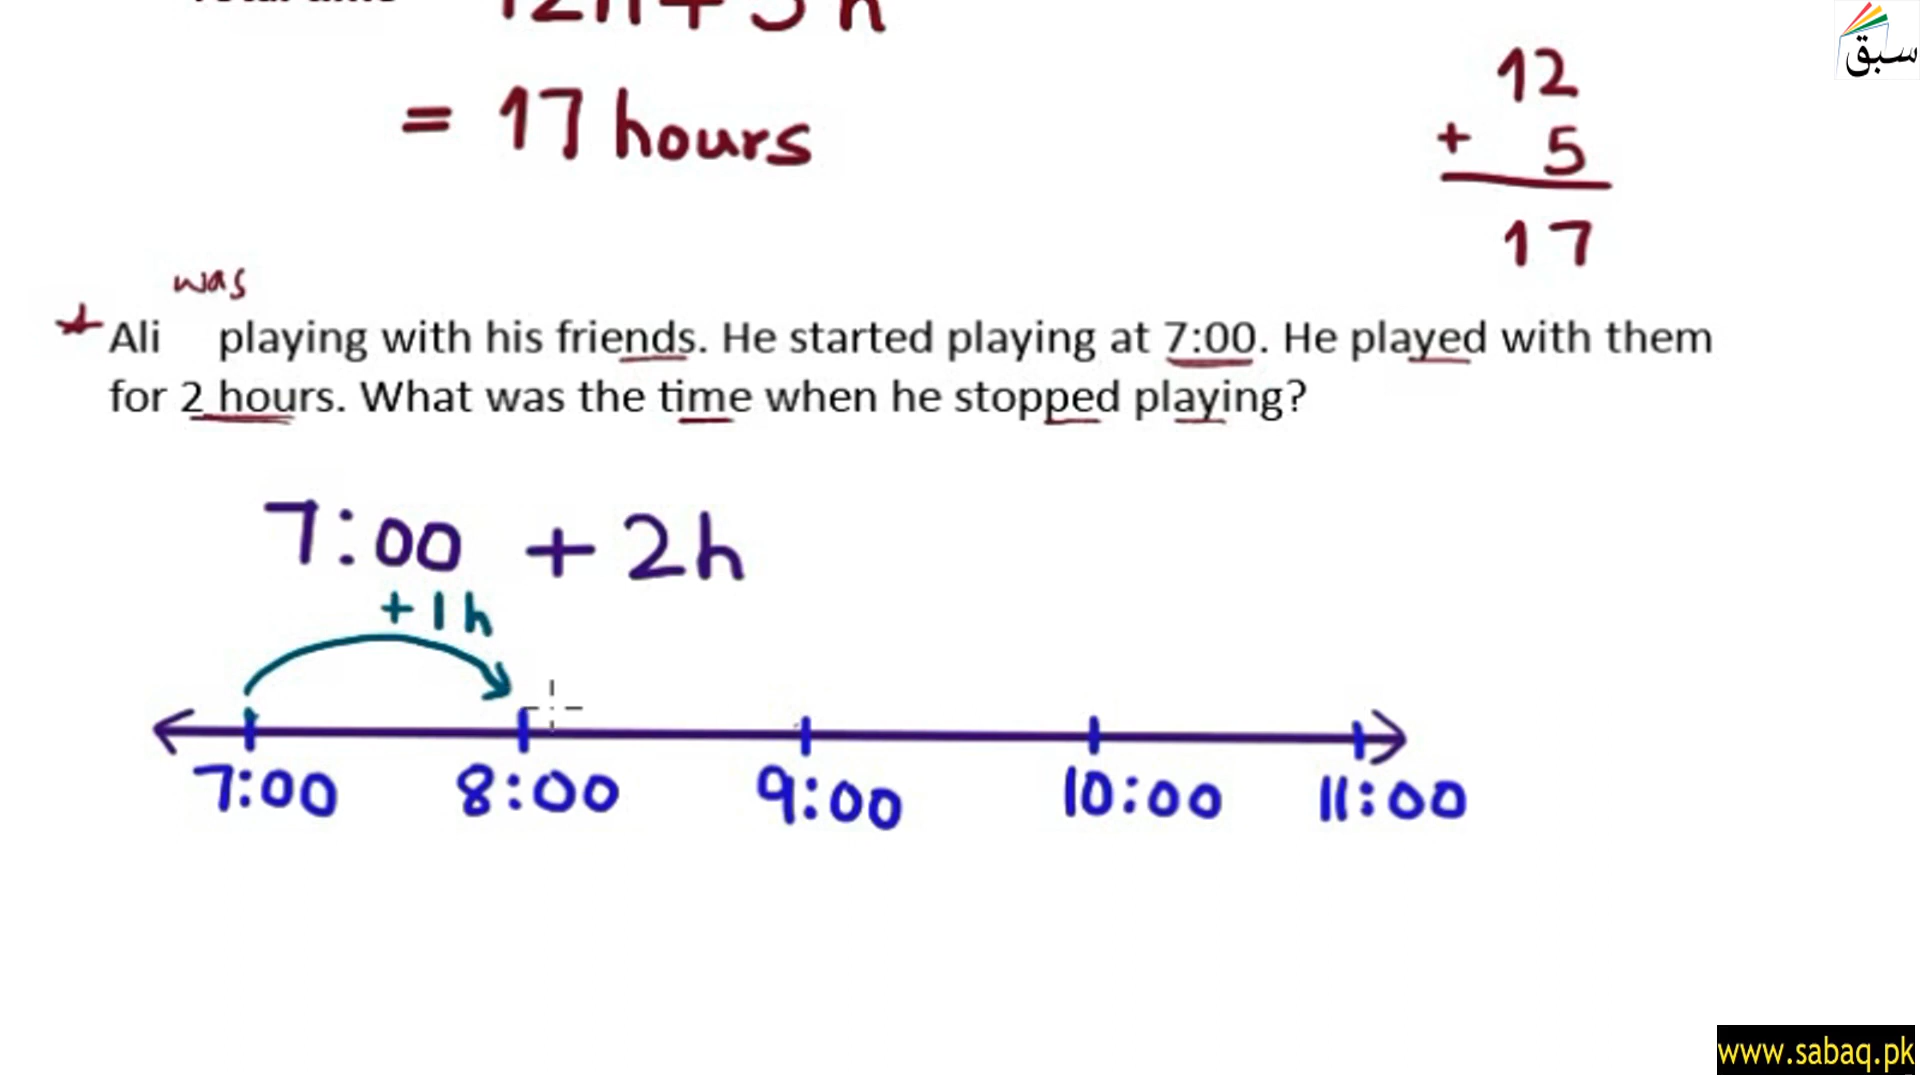 = 17 hours
سبق
12
+ 5
17
was
Ali playing with his friends. He started playing at 7:00. He played with them
for 2 hours. What was the time when he stopped playing?
7:00 + 2h
+1h
7:00 8:00 9:00 10:00 11:00
www.sabaq.pk